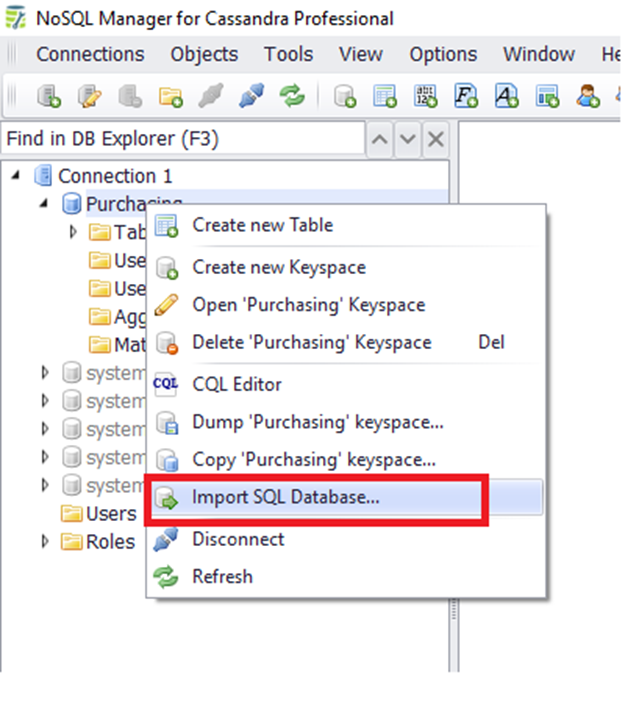 NoSQL Manager for Cassandra Professional
Connections Objects Tools View Options Window He
Find in DB Explorer (F3)
Connection 1
Purchasing
Tab
Use
Use
Agg
Mat
system
system
system
system
system
Users
Roles
Create new Table
Create new Keyspace
Open 'Purchasing' Keyspace
Delete 'Purchasing' Keyspace Del
CQL CQL Editor
Dump 'Purchasing' keyspace...
Copy 'Purchasing' keyspace...
Import SQL Database...
Disconnect
Refresh